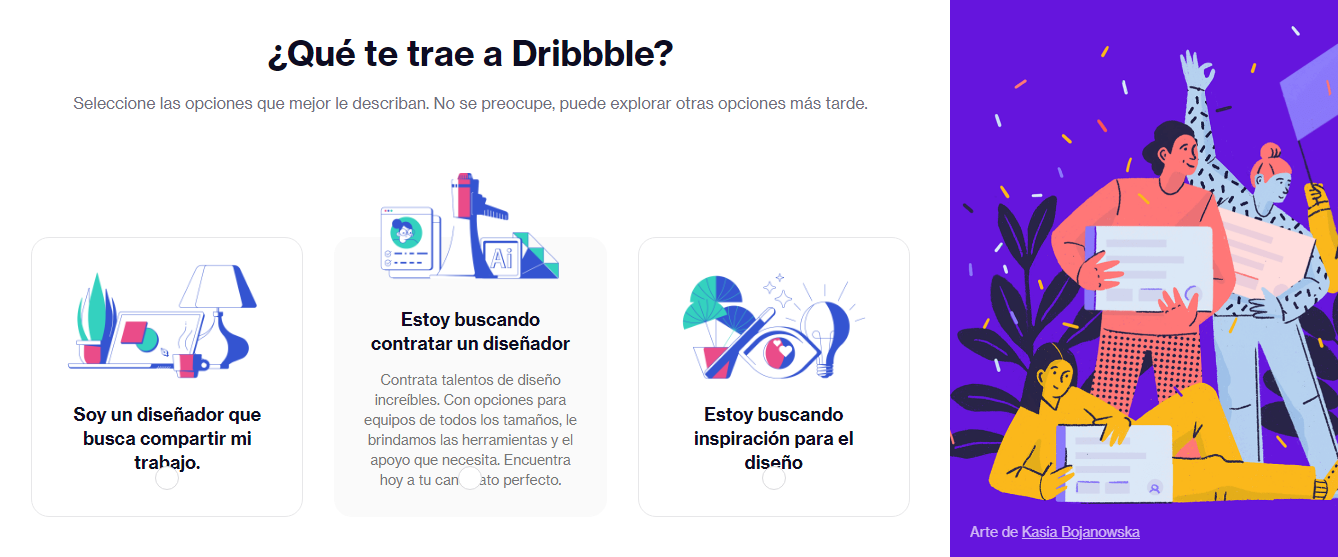 ¿Qué te trae a Dribbble?
Seleccione las opciones que mejor le describan. No se preocupe, puede explorar otras opciones más tarde.
Soy un diseñador que
busca compartir mi
trabajo.
Ai
Estoy buscando
contratar un diseñador
Contrata talentos de diseño
increíbles. Con opciones para
equipos de todos los tamaños, le
brindamos las herramientas y el
apoyo que necesita. Encuentra
hoy a tu perfecto.
Estoy buscando
inspiración para el
diseño
Arte de Kasia Bojanowska